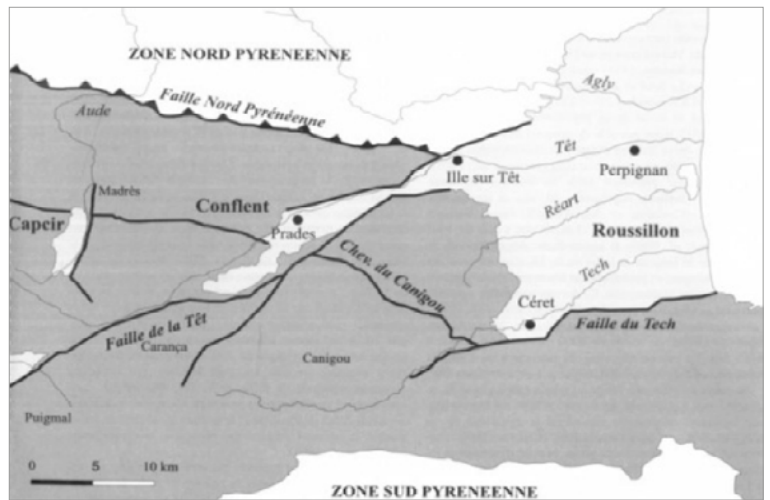 ZONE NORD PYRENEENNE
Faille Nord Pyrénéenne
Aude
Agly
Têt
Ille sur Têt
Perpignan
Madrès
Capcir
Conflent
Prades
Réart
Roussillon
Chev. du Canigou
Tech
Céret
Faille du Tech
Faille de la Têt
Carança
Canigou
Puigmal
0 5 10 km
ZONE SUD PYRENEENNE